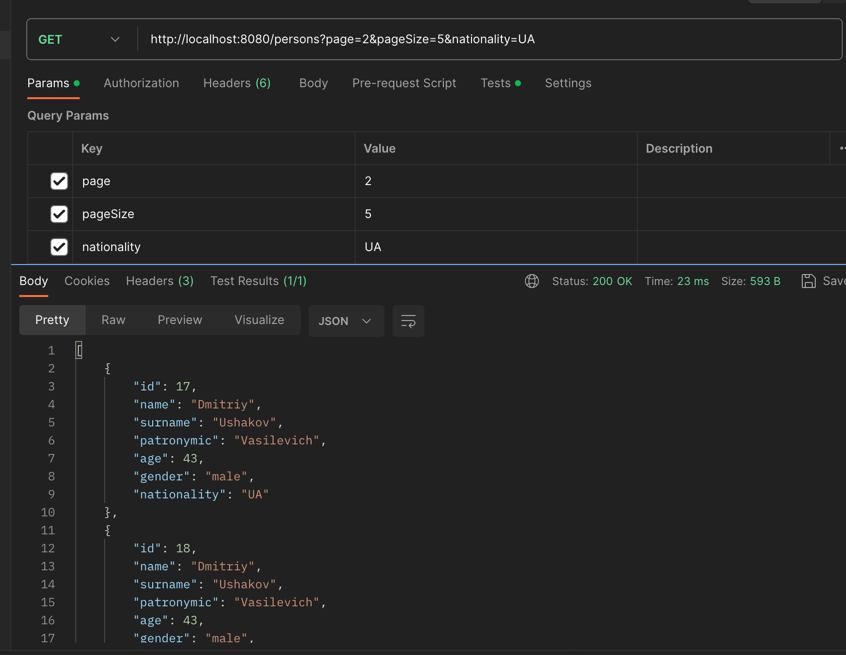 GET http://localhost:8080/persons?page=2&pageSize=5&nationality=UA
Params Authorization Headers (6) Body Pre-request Script Tests Settings
Query Params
Key Value Description
page 2
pageSize 5
nationality UA
Body Cookies Headers (3) Test Results (1/1) Status: 200 OK Time: 23 ms Size: 593 B Save
Pretty Raw Preview Visualize JSON
1 [
2 {
3 "id": 17,
4 "name": "Dmitriy",
5 "surname": "Ushakov",
6 "patronymic": "Vasilevich",
7 "age": 43,
8 "gender": "male",
9 "nationality": "UA"
10 },
11 {
12 "id": 18,
13 "name": "Dmitriy",
14 "surname": "Ushakov",
15 "patronymic": "Vasilevich",
16 "age": 43,
17 "gender": "male",